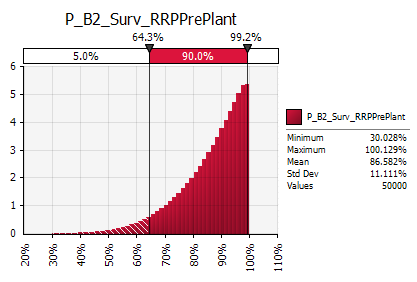 P_B2_Surv_RRPPrePlant
64.3% 99.2%
5.0% 90.0%
6
5
4
3
2
1
0
20%
30%
40%
50%
60%
70%
80%
90%
100%
110%
P_B2_Surv_RRPPrePlant
Minimum 30.028%
Maximum 100.129%
Mean 86.582%
Std Dev 11.111%
Values 50000